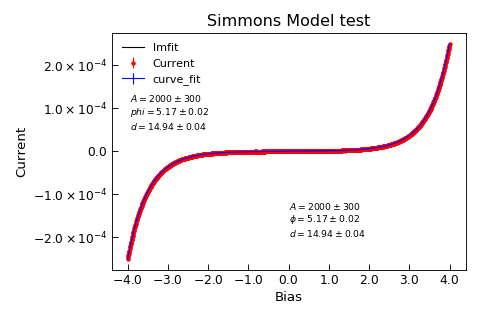 Simmons Model test
lmfit
Current
curve_fit
A = 2000 ± 300
phi = 5.17 ± 0.02
d = 14.94 ± 0.04
2.0 × 10⁻⁴
1.0 × 10⁻⁴
0.0
−1.0 × 10⁻⁴
−2.0 × 10⁻⁴
Current
A = 2000 ± 300
ϕ = 5.17 ± 0.02
d = 14.94 ± 0.04
−4.0 −3.0 −2.0 −1.0 0.0 1.0 2.0 3.0 4.0
Bias